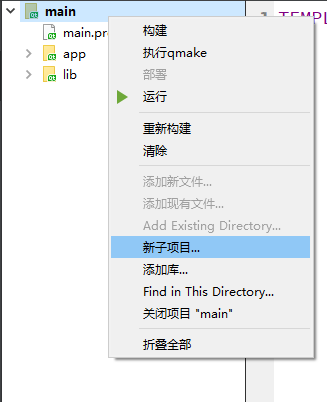 main
TEMPL
main.pr
app
lib
构建
执行qmake
部署
运行
重新构建
清除
添加新文件...
添加现有文件...
Add Existing Directory...
新子项目...
添加库...
Find in This Directory...
关闭项目 "main"
折叠全部